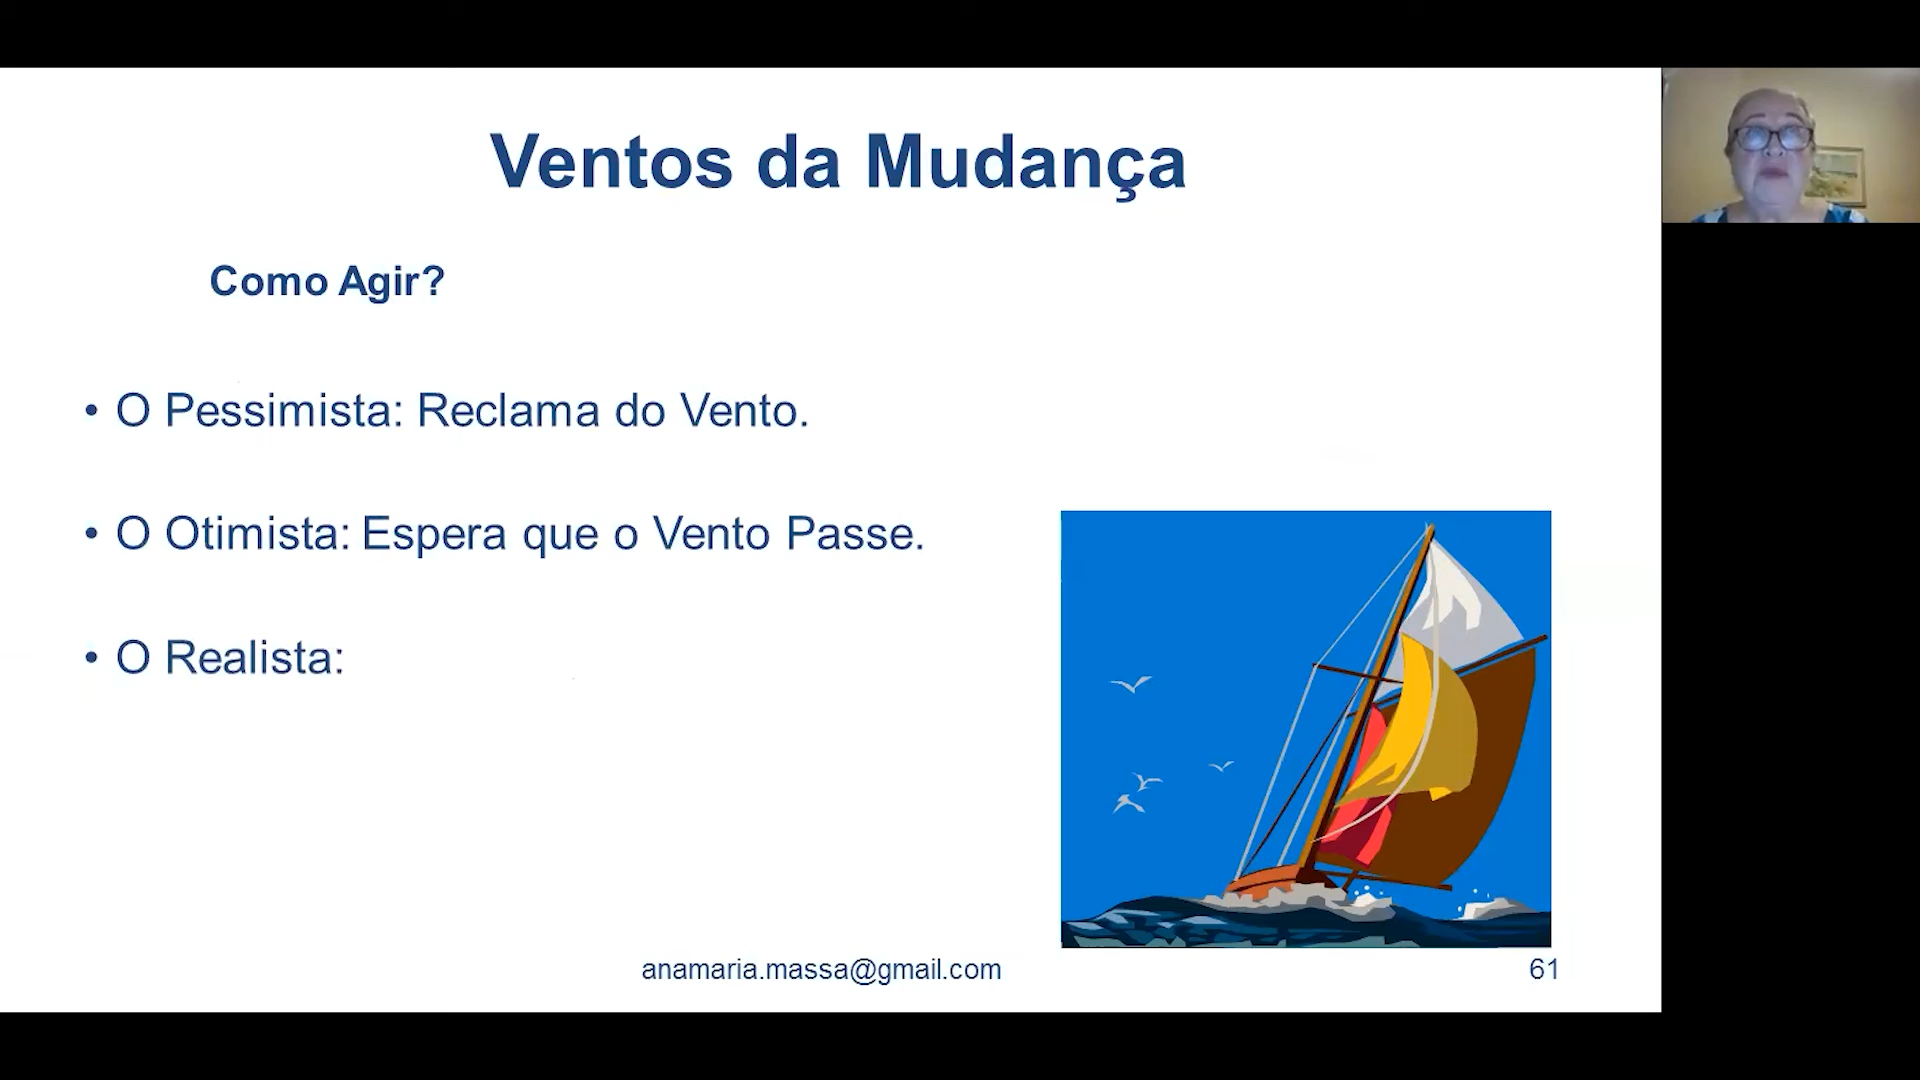 Ventos da Mudança
Como Agir?
• O Pessimista: Reclama do Vento.
• O Otimista: Espera que o Vento Passe.
• O Realista:
anamaria.massa@gmail.com
61